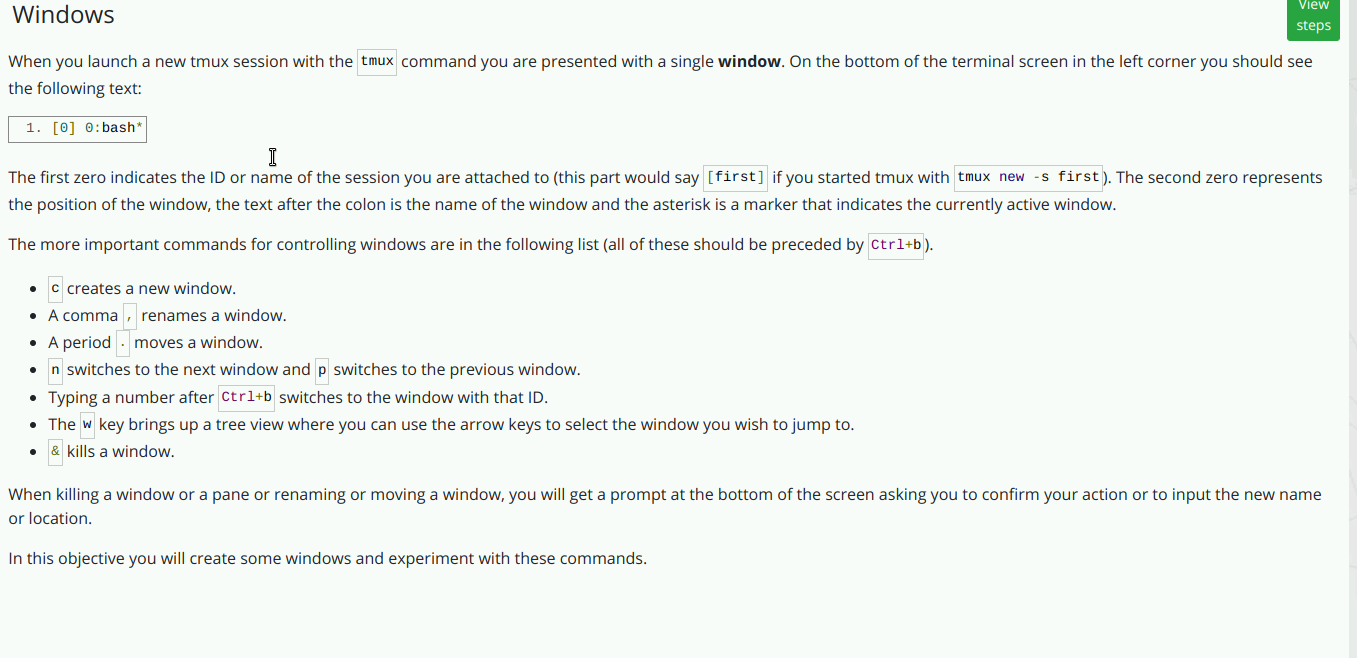 Windows
View
steps
When you launch a new tmux session with the tmux command you are presented with a single window. On the bottom of the terminal screen in the left corner you should see
the following text:
1. [0] 0:bash*
The first zero indicates the ID or name of the session you are attached to (this part would say [first] if you started tmux with tmux new -s first). The second zero represents
the position of the window, the text after the colon is the name of the window and the asterisk is a marker that indicates the currently active window.
The more important commands for controlling windows are in the following list (all of these should be preceded by Ctrl+b).
• c creates a new window.
• A comma , renames a window.
• A period . moves a window.
• n switches to the next window and p switches to the previous window.
• Typing a number after Ctrl+b switches to the window with that ID.
• The w key brings up a tree view where you can use the arrow keys to select the window you wish to jump to.
• & kills a window.
When killing a window or a pane or renaming or moving a window, you will get a prompt at the bottom of the screen asking you to confirm your action or to input the new name
or location.
In this objective you will create some windows and experiment with these commands.